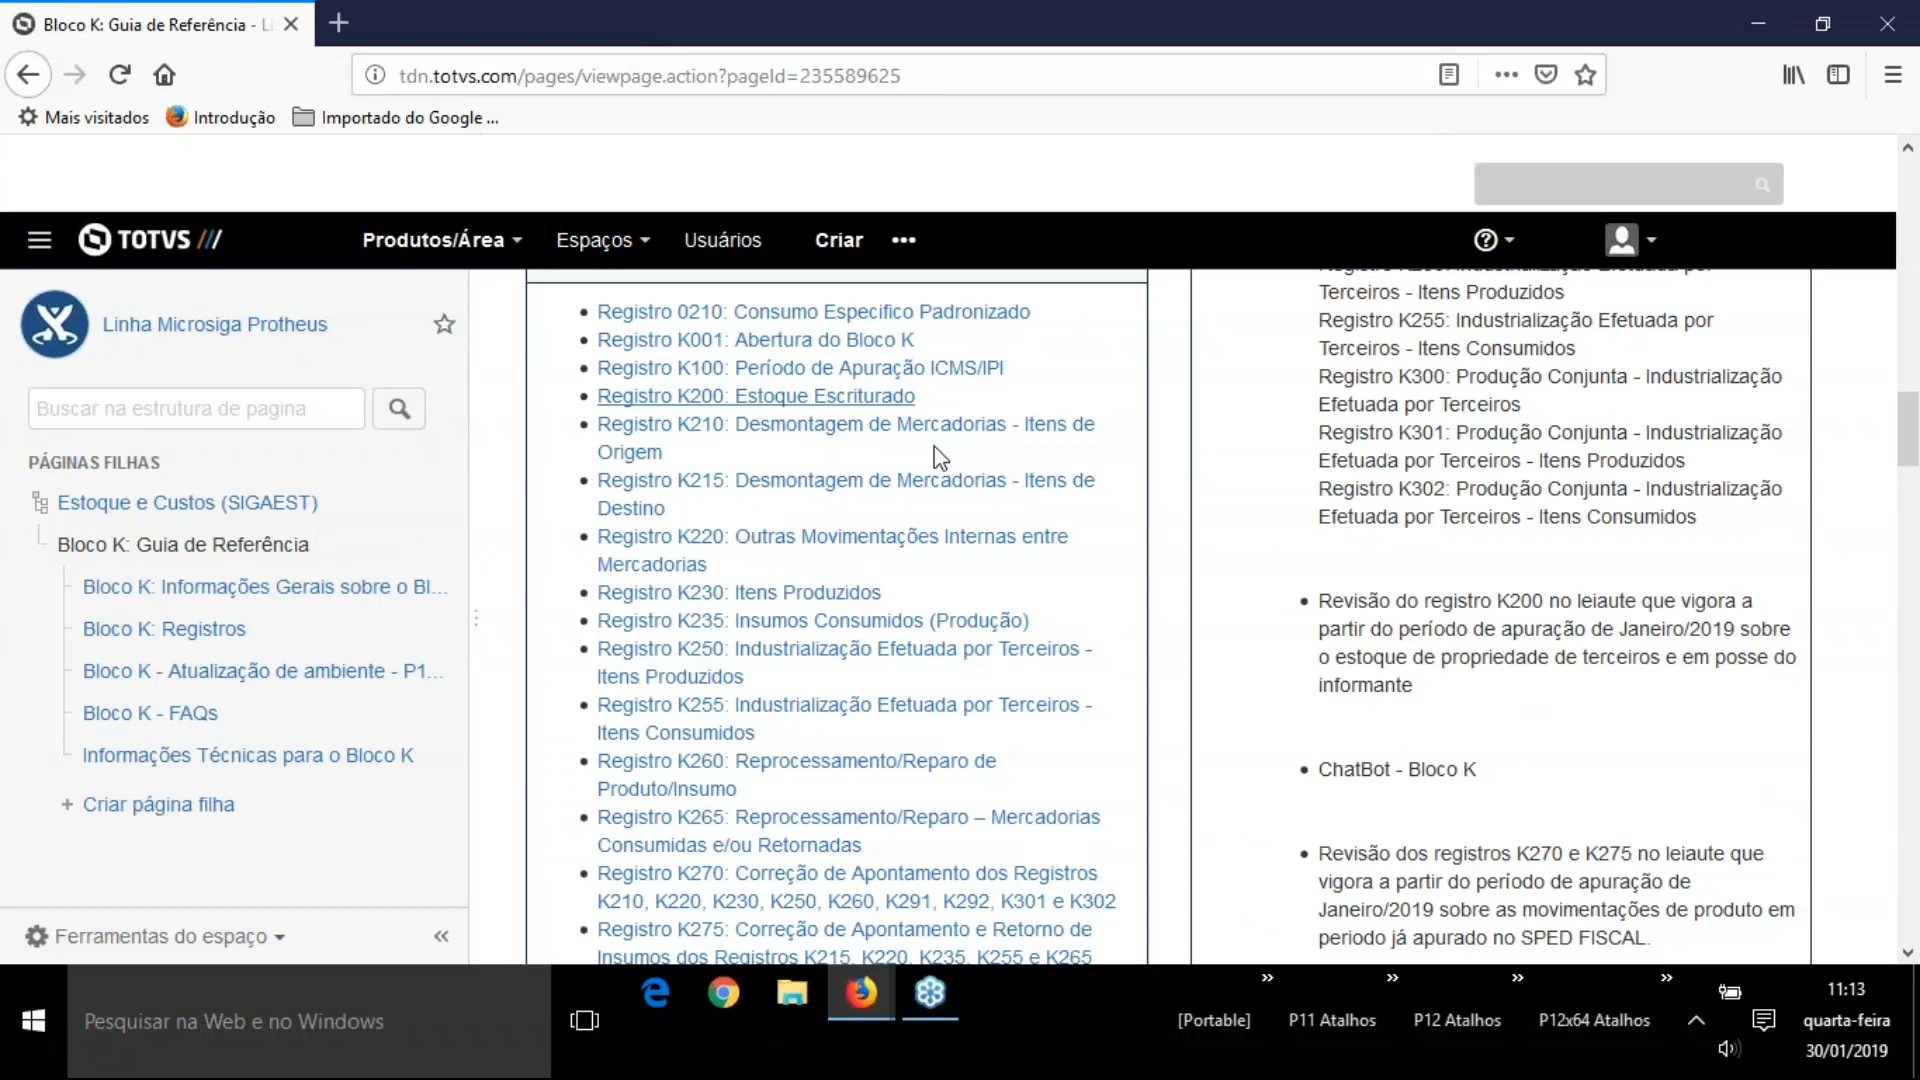 Bloco K: Guia de Referência - Li
tdn.totvs.com/pages/viewpage.action?pageId=235589625
Mais visitados
Introdução
Importado do Google ...
TOTVS
Produtos/Área
Espaços
Usuários
Criar
Linha Microsiga Protheus
Buscar na estrutura de pagina
PÁGINAS FILHAS
Estoque e Custos (SIGAEST)
Bloco K: Guia de Referência
Bloco K: Informações Gerais sobre o Bl...
Bloco K: Registros
Bloco K - Atualização de ambiente - P1...
Bloco K - FAQs
Informações Técnicas para o Bloco K
+ Criar página filha
Ferramentas do espaço
Registro 0210: Consumo Especifico Padronizado
Registro K001: Abertura do Bloco K
Registro K100: Período de Apuração ICMS/IPI
Registro K200: Estoque Escriturado
Registro K210: Desmontagem de Mercadorias - Itens de
Origem
Registro K215: Desmontagem de Mercadorias - Itens de
Destino
Registro K220: Outras Movimentações Internas entre
Mercadorias
Registro K230: Itens Produzidos
Registro K235: Insumos Consumidos (Produção)
Registro K250: Industrialização Efetuada por Terceiros -
Itens Produzidos
Registro K255: Industrialização Efetuada por Terceiros -
Itens Consumidos
Registro K260: Reprocessamento/Reparo de
Produto/Insumo
Registro K265: Reprocessamento/Reparo – Mercadorias
Consumidas e/ou Retornadas
Registro K270: Correção de Apontamento dos Registros
K210, K220, K230, K250, K260, K291, K292, K301 e K302
Registro K275: Correção de Apontamento e Retorno de
Insumos dos Registros K215, K220, K235, K255 e K265
Terceiros - Itens Produzidos
Registro K255: Industrialização Efetuada por
Terceiros - Itens Consumidos
Registro K300: Produção Conjunta - Industrialização
Efetuada por Terceiros
Registro K301: Produção Conjunta - Industrialização
Efetuada por Terceiros - Itens Produzidos
Registro K302: Produção Conjunta - Industrialização
Efetuada por Terceiros - Itens Consumidos
Revisão do registro K200 no leiaute que vigora a
partir do período de apuração de Janeiro/2019 sobre
o estoque de propriedade de terceiros e em posse do
informante
ChatBot - Bloco K
Revisão dos registros K270 e K275 no leiaute que
vigora a partir do período de apuração de
Janeiro/2019 sobre as movimentações de produto em
periodo já apurado no SPED FISCAL.
Pesquisar na Web e no Windows
[Portable]
P11 Atalhos
P12 Atalhos
P12x64 Atalhos
11:13
quarta-feira
30/01/2019